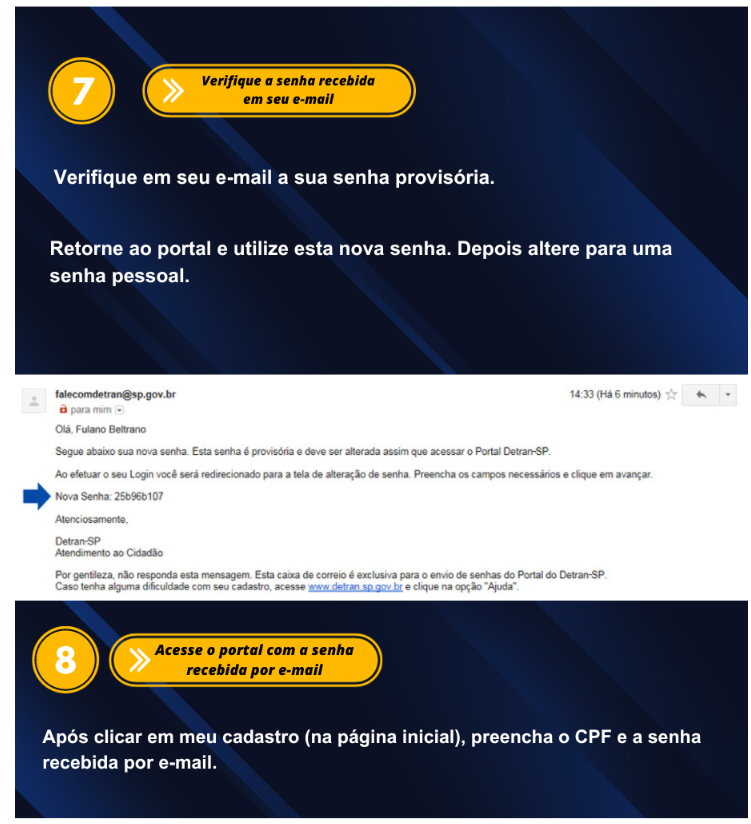 7
Verifique a senha recebida
em seu e-mail
Verifique em seu e-mail a sua senha provisória.
Retorne ao portal e utilize esta nova senha. Depois altere para uma
senha pessoal.
falecomdetran@sp.gov.br
14:33 (Há 6 minutos)
para mim
Olá, Fulano Beltrano
Segue abaixo sua nova senha. Esta senha é provisória e deve ser alterada assim que acessar o Portal Detran-SP.
Ao efetuar o seu Login você será redirecionado para a tela de alteração de senha. Preencha os campos necessários e clique em avançar.
Nova Senha: 25b96b107
Atenciosamente,
Detran-SP
Atendimento ao Cidadão
Por gentileza, não responda esta mensagem. Esta caixa de correio é exclusiva para o envio de senhas do Portal do Detran-SP.
Caso tenha alguma dificuldade com seu cadastro, acesse www.detran.sp.gov.br e clique na opção "Ajuda".
8
Acesse o portal com a senha
recebida por e-mail
Após clicar em meu cadastro (na página inicial), preencha o CPF e a senha
recebida por e-mail.